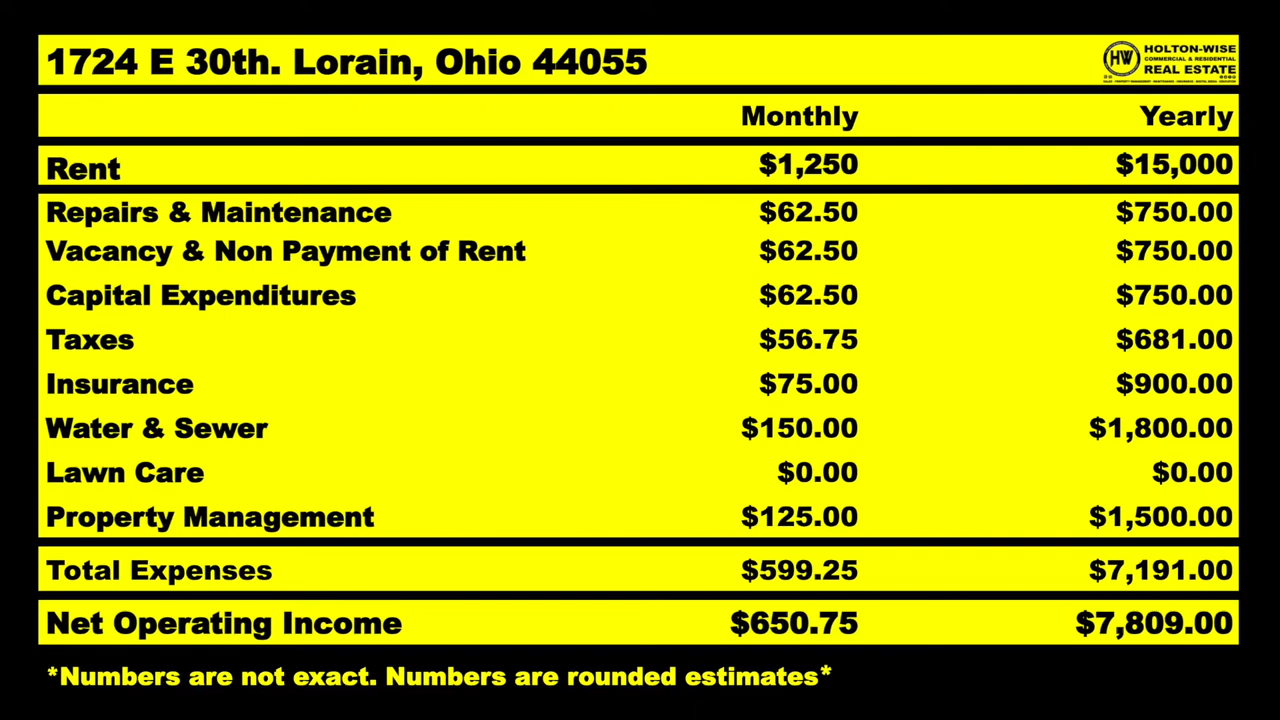 1724 E 30th. Lorain, Ohio 44055
HW
HOLTON-WISE
COMMERCIAL & RESIDENTIAL
REAL ESTATE
Monthly Yearly
Rent $1,250 $15,000
Repairs & Maintenance $62.50 $750.00
Vacancy & Non Payment of Rent $62.50 $750.00
Capital Expenditures $62.50 $750.00
Taxes $56.75 $681.00
Insurance $75.00 $900.00
Water & Sewer $150.00 $1,800.00
Lawn Care $0.00 $0.00
Property Management $125.00 $1,500.00
Total Expenses $599.25 $7,191.00
Net Operating Income $650.75 $7,809.00
*Numbers are not exact. Numbers are rounded estimates*